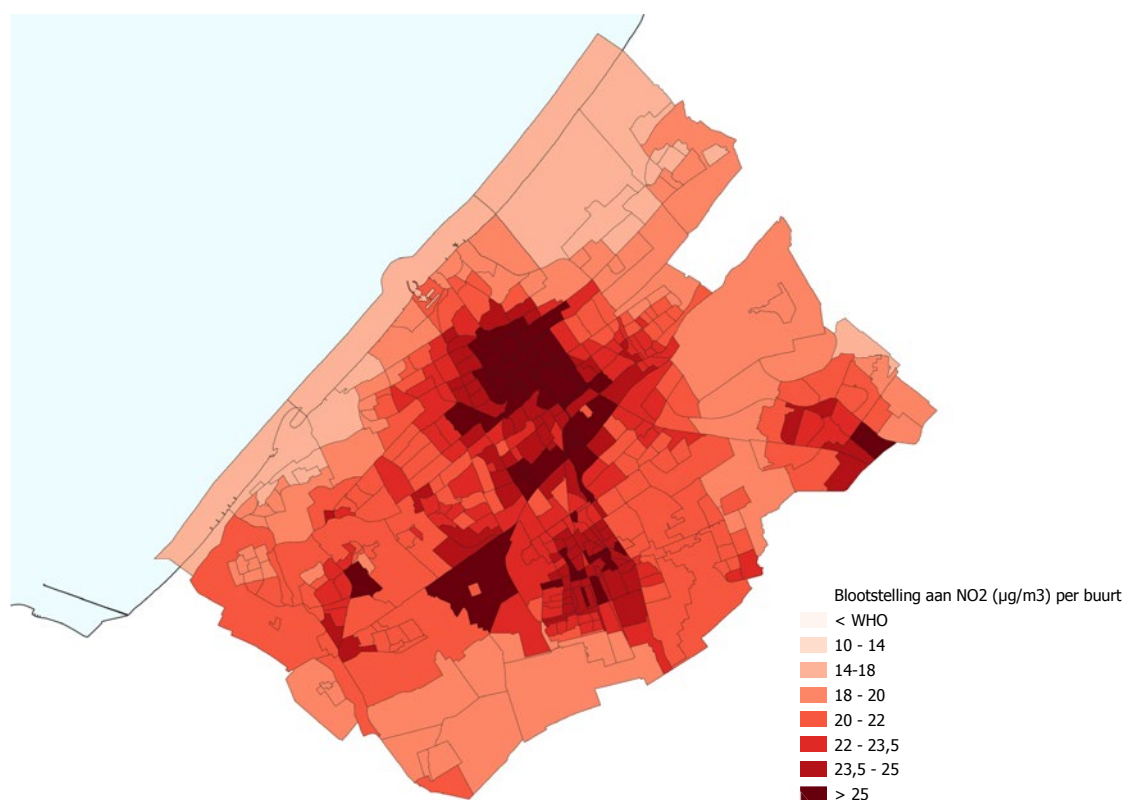 Blootstelling aan NO2 (µg/m3) per buurt
< WHO
10 - 14
14-18
18 - 20
20 - 22
22 - 23,5
23,5 - 25
> 25